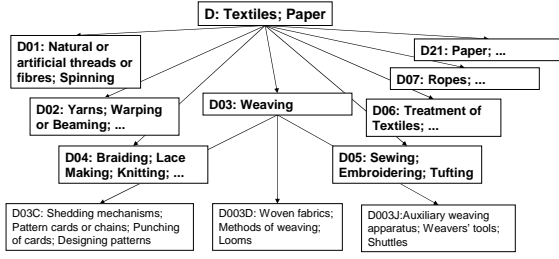 D: Textiles; Paper
D01: Natural or
artificial threads or
fibres; Spinning
D21: Paper; ...
D07: Ropes; ...
D02: Yarns; Warping
or Beaming; ...
D03: Weaving
D06: Treatment of
Textiles; ...
D04: Braiding; Lace
Making; Knitting; ...
D05: Sewing;
Embroidering; Tufting
D03C: Shedding mechanisms;
Pattern cards or chains; Punching
of cards; Designing patterns
D003D: Woven fabrics;
Methods of weaving;
Looms
D003J:Auxiliary weaving
apparatus; Weavers' tools;
Shuttles